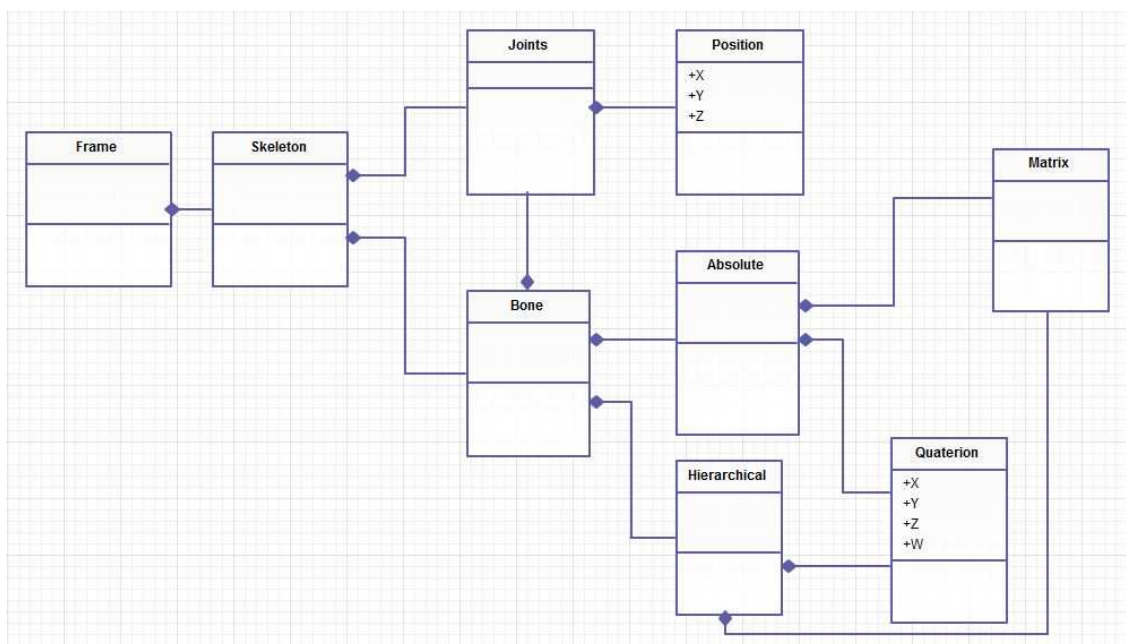 Joints
Position
+X
+Y
+Z
Frame
Skeleton
Matrix
Absolute
Bone
Quaterion
+X
+Y
+Z
+W
Hierarchical